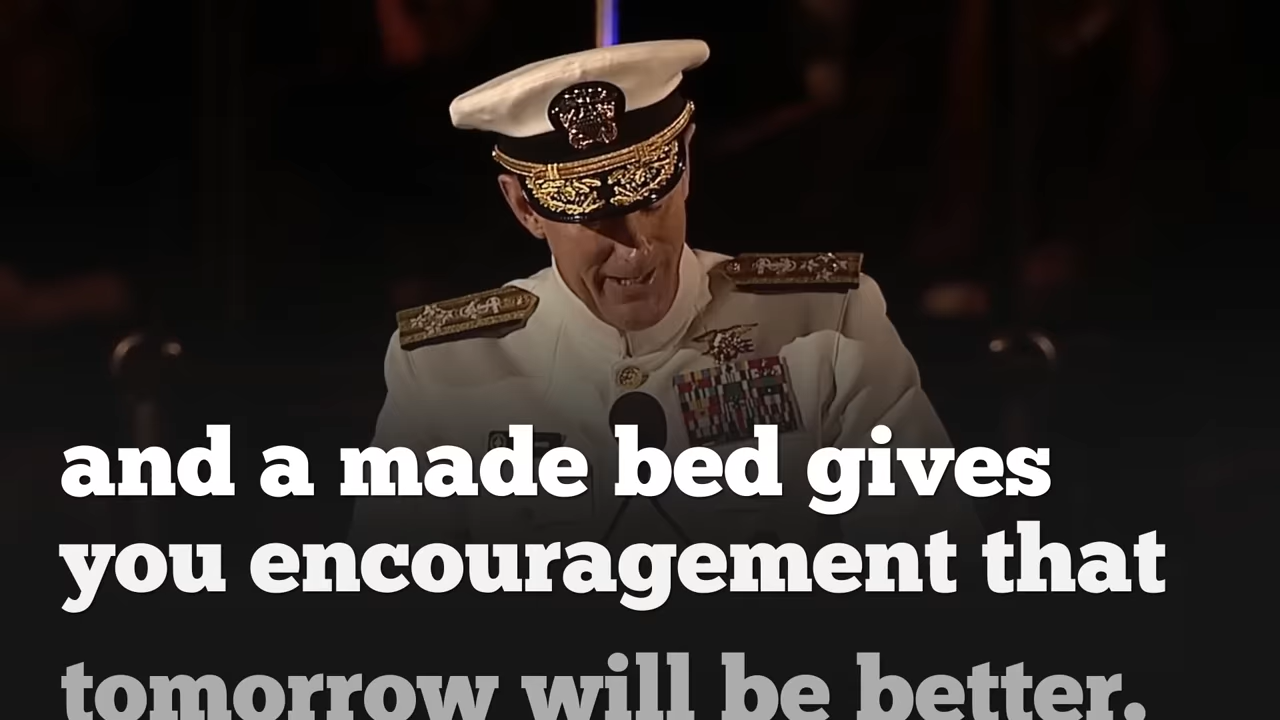 and a made bed gives
you encouragement that
tomorrow will be better.